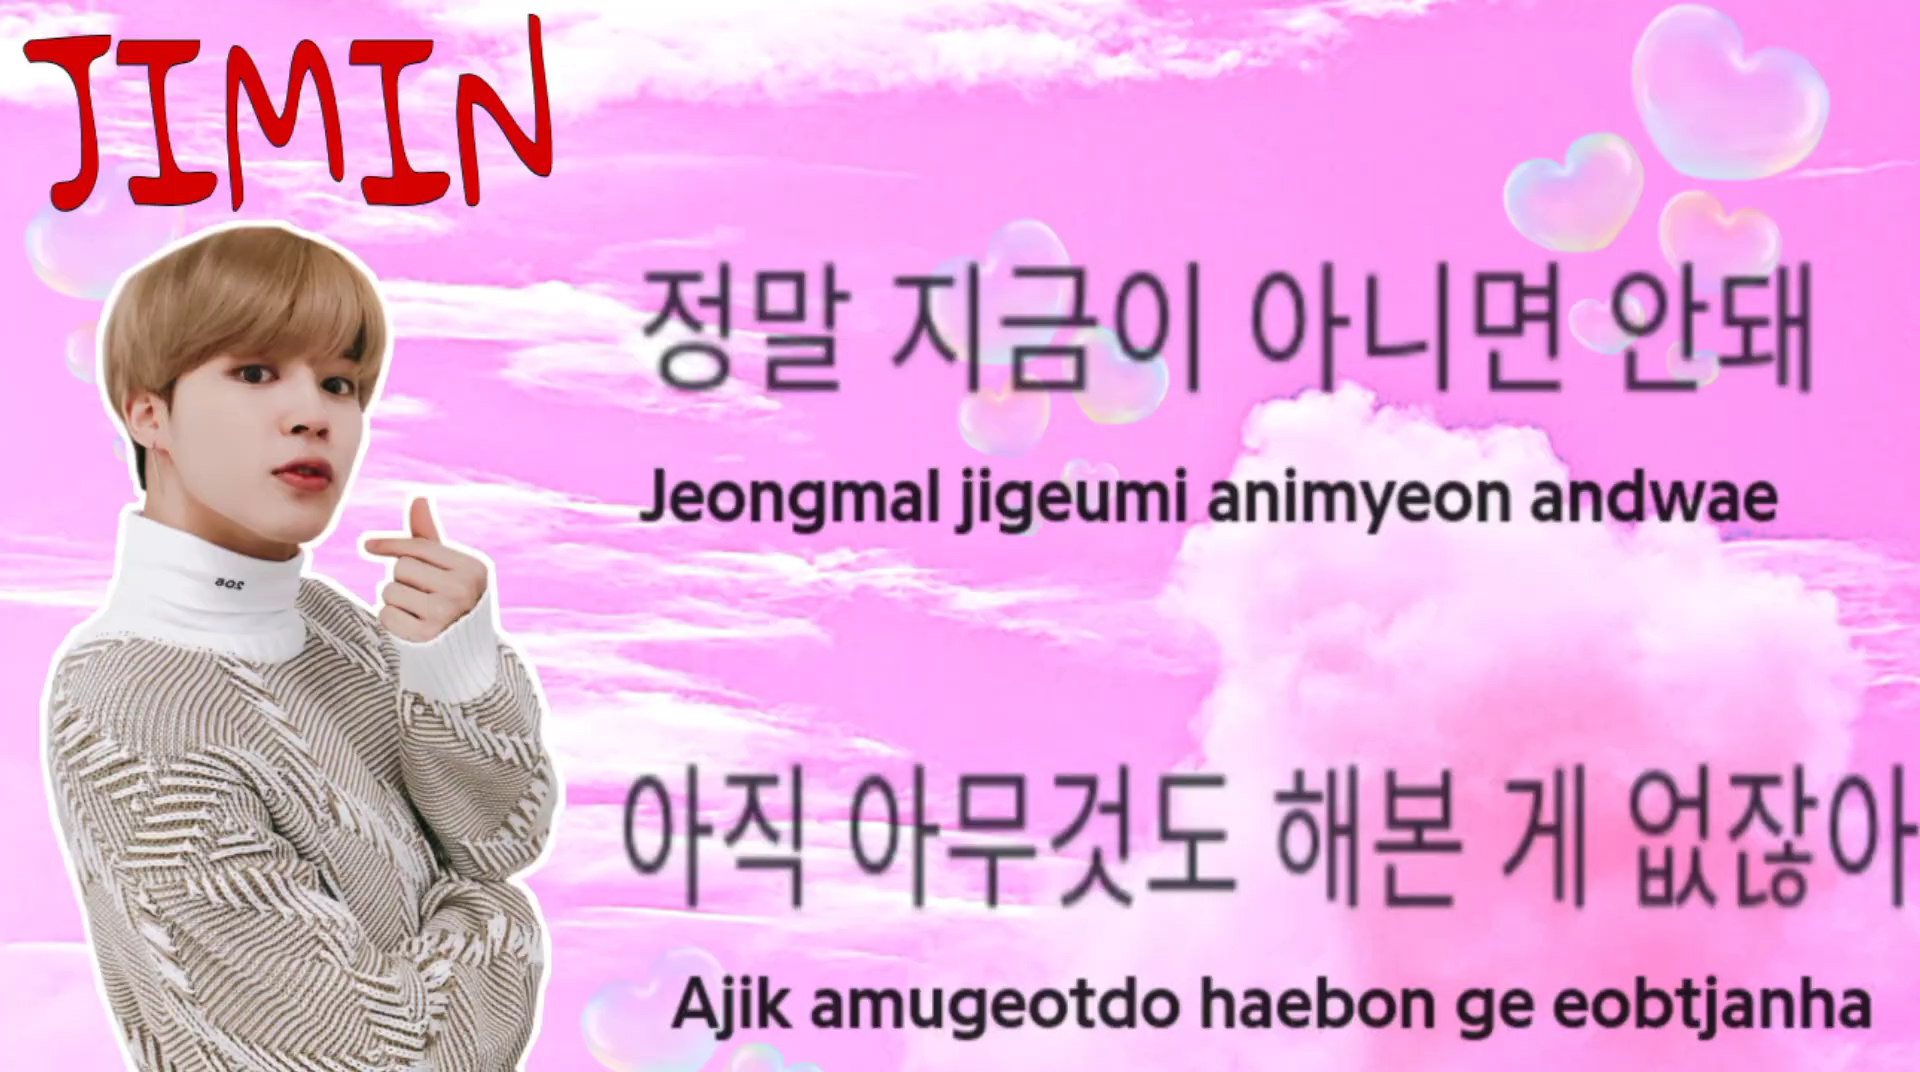 JIMIN
정말 지금이 아니면 안돼
Jeongmal jigeumi animyeon andwae
아직 아무것도 해본 게 없잖아
Ajik amugeotdo haebon ge eobtjanha